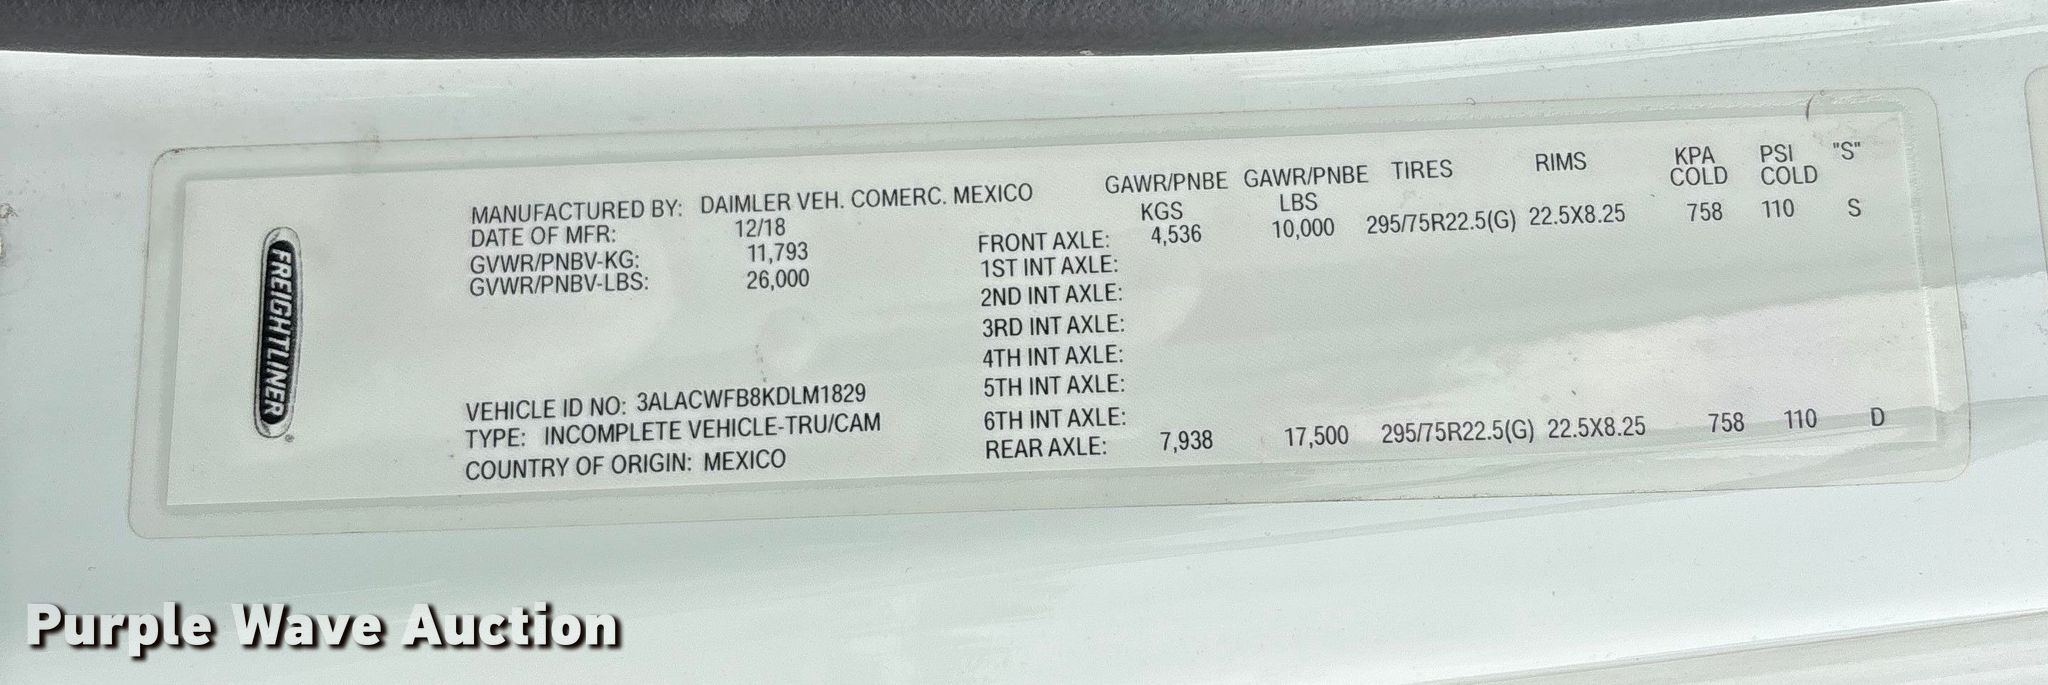 FREIGHTLINER
MANUFACTURED BY: DAIMLER VEH. COMERC. MEXICO
DATE OF MFR: 12/18
GVWR/PNBV-KG: 11,793
GVWR/PNBV-LBS: 26,000
VEHICLE ID NO: 3ALACWFB8KDLM1829
TYPE: INCOMPLETE VEHICLE-TRU/CAM
COUNTRY OF ORIGIN: MEXICO
GAWR/PNBE GAWR/PNBE TIRES RIMS KPA PSI "S"
KGS LBS COLD COLD
FRONT AXLE: 4,536 10,000 295/75R22.5(G) 22.5X8.25 758 110 S
1ST INT AXLE:
2ND INT AXLE:
3RD INT AXLE:
4TH INT AXLE:
5TH INT AXLE:
6TH INT AXLE:
REAR AXLE: 7,938 17,500 295/75R22.5(G) 22.5X8.25 758 110 D
Purple Wave Auction